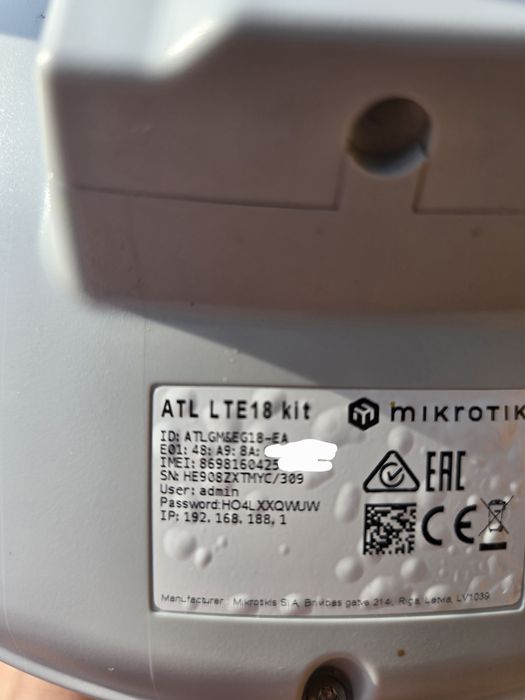 ATL LTE18 kit
MIKROTIK
ID: ATLGM&EG18-EA
E01: 48: A9: 8A:
IMEI: 8698160425
SN: HE908ZXTMYC/309
User: admin
Password:HO4LXXQWUW
IP: 192. 168. 188. 1
EAC
CE
Manufacturer: Mikrotikls SIA, Brivibas gatve 214i, Riga, Latvia, LV1039